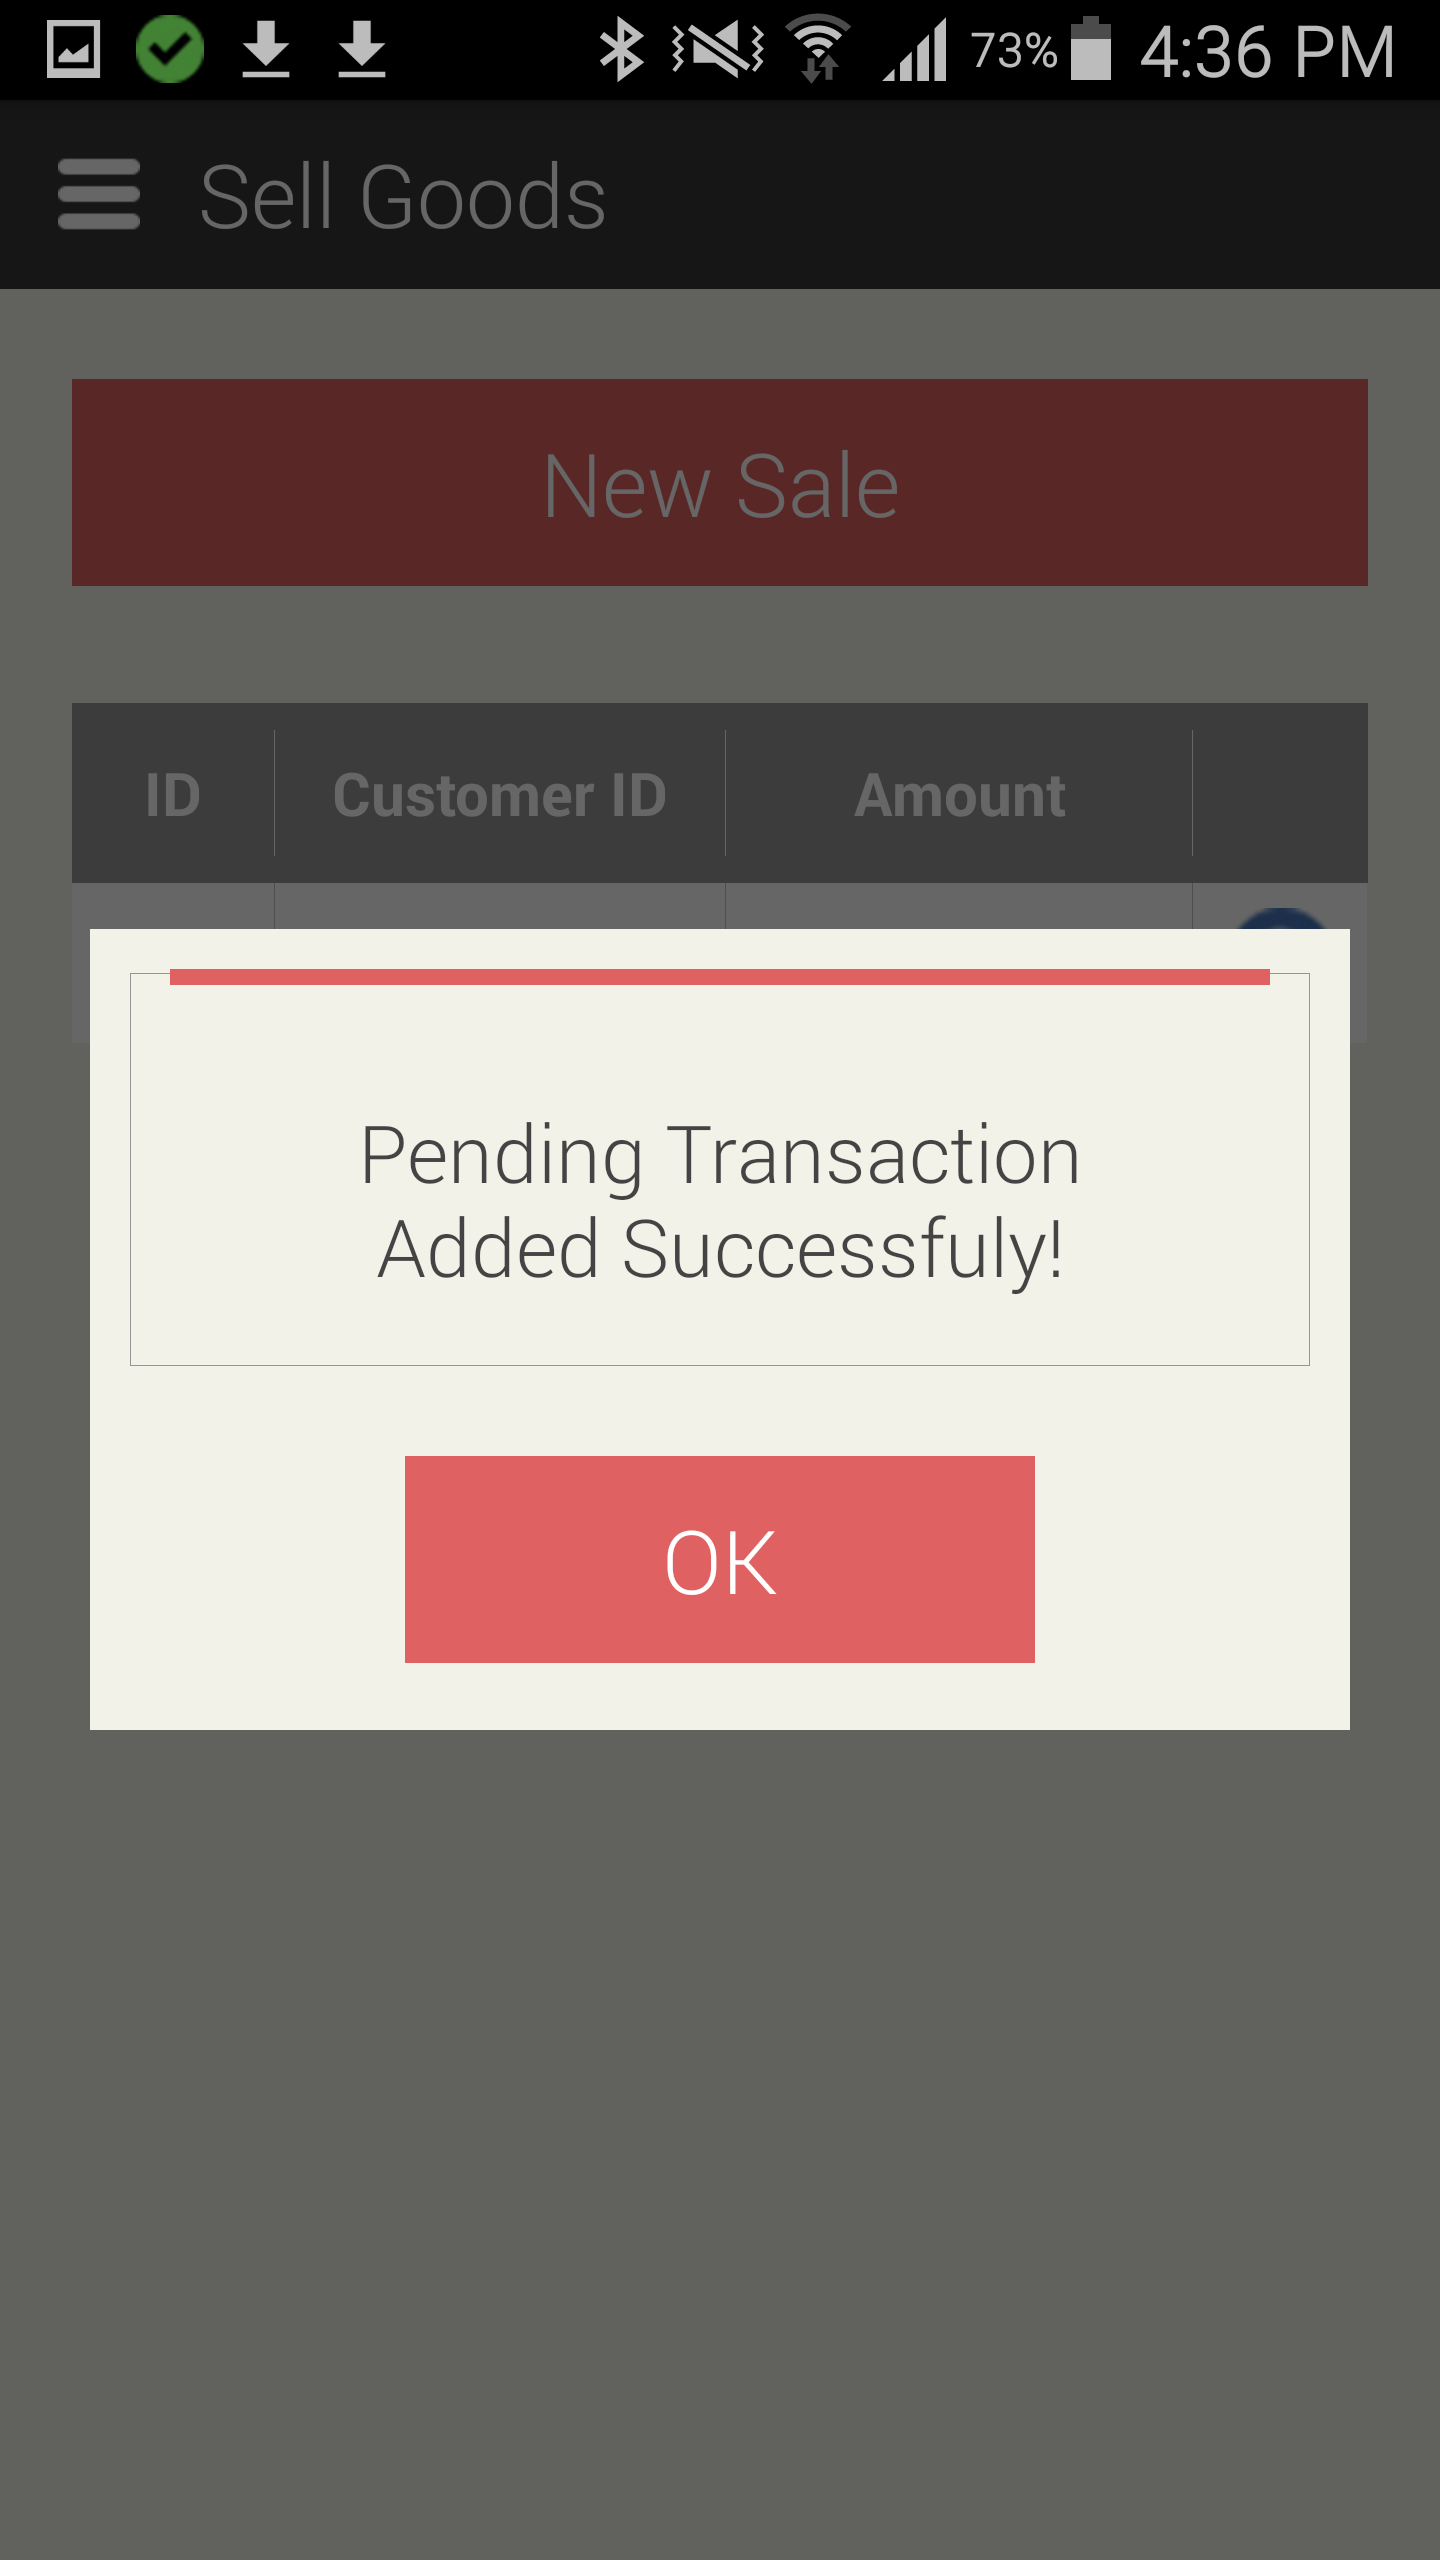 73% 4:36 PM
Sell Goods
New Sale
ID Customer ID Amount
Pending Transaction
Added Successfuly!
OK